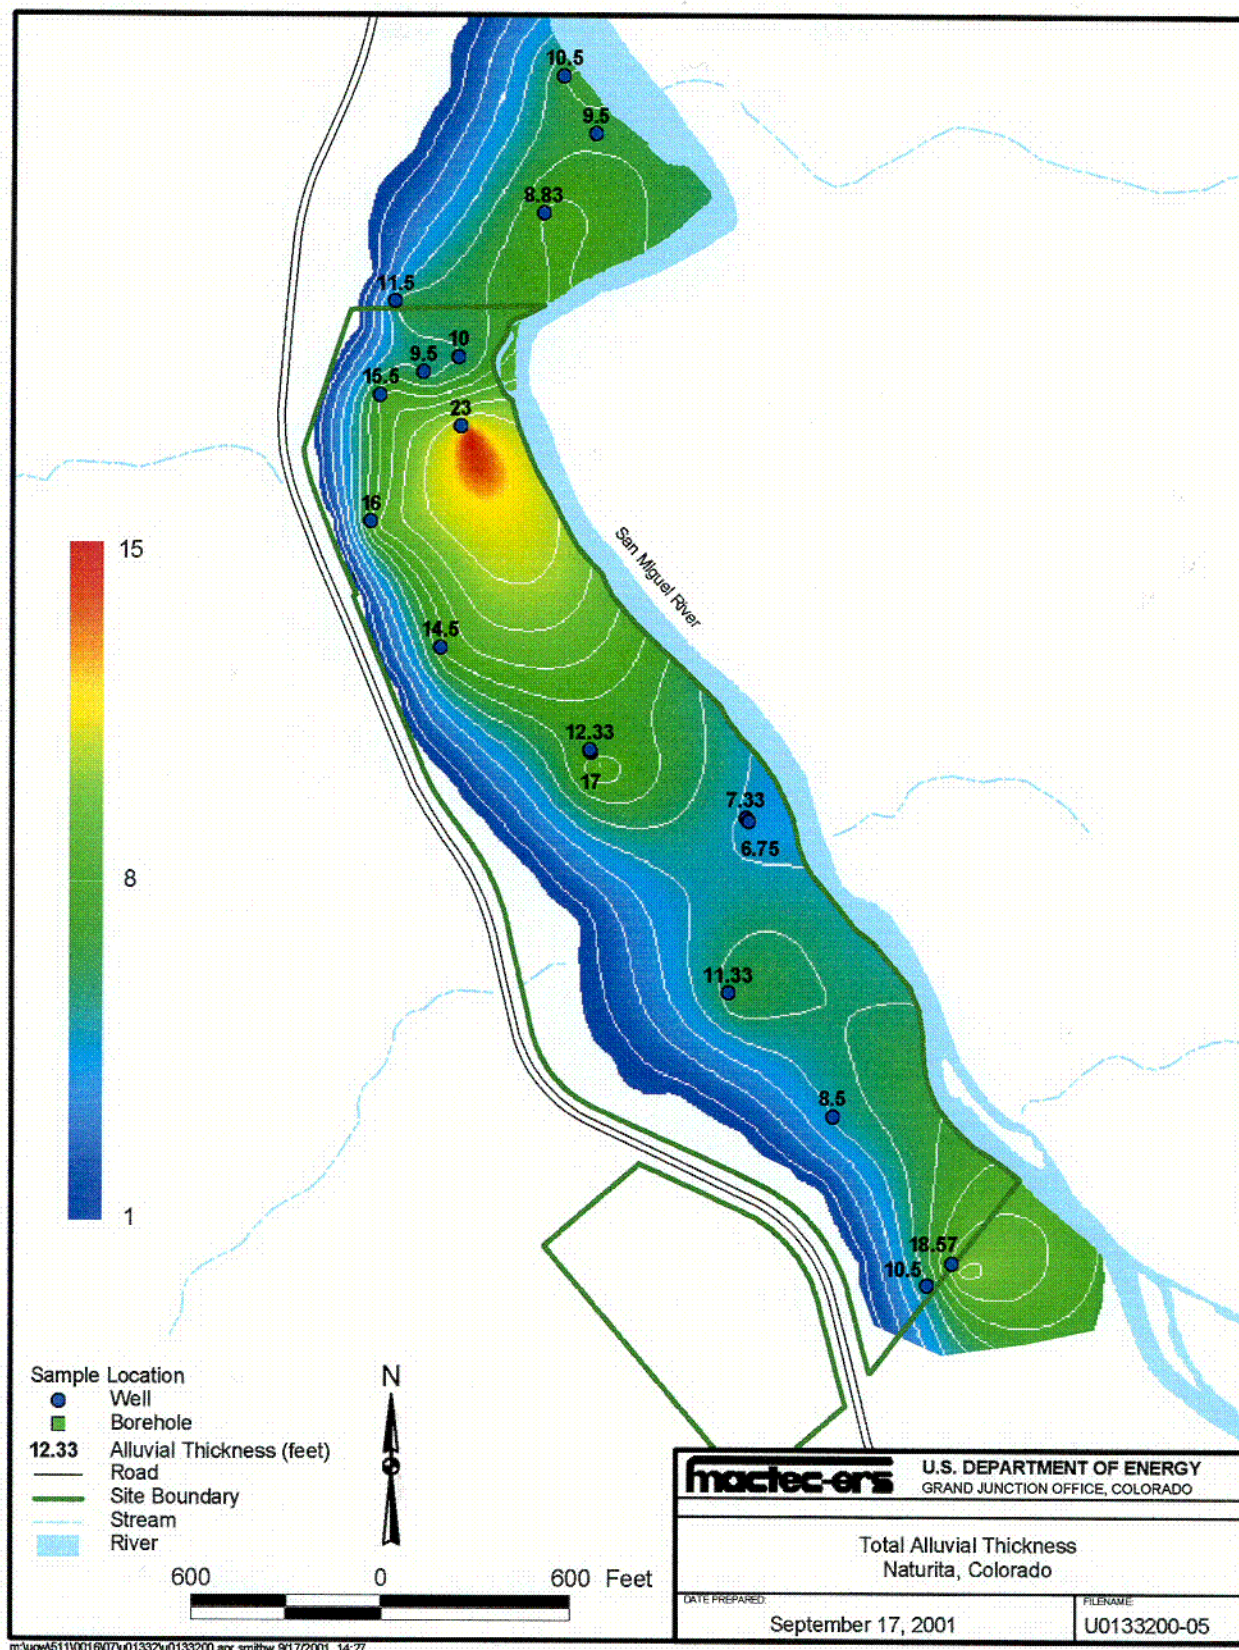 10.5
9.5
8.83
11.5
10
9.5
15.5
23
16
San Miguel River
15
14.5
12.33
17
7.33
6.75
8
11.33
8.5
1
18.57
10.5
Sample Location
Well
Borehole
12.33 Alluvial Thickness (feet)
Road
Site Boundary
Stream
River
N
600 0 600 Feet
mactec-ers
U.S. DEPARTMENT OF ENERGY
GRAND JUNCTION OFFICE, COLORADO
Total Alluvial Thickness
Naturita, Colorado
DATE PREPARED:
September 17, 2001
FILENAME:
U0133200-05